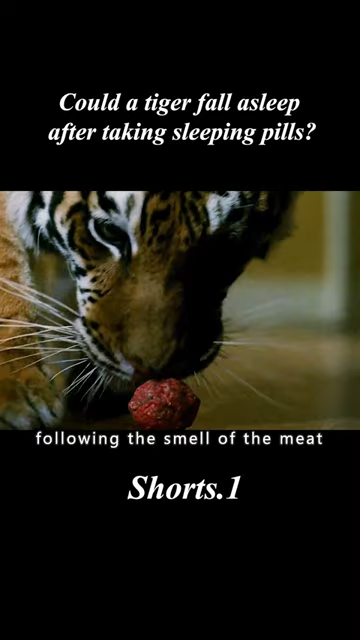 Could a tiger fall asleep
after taking sleeping pills?
following the smell of the meat
Shorts.1